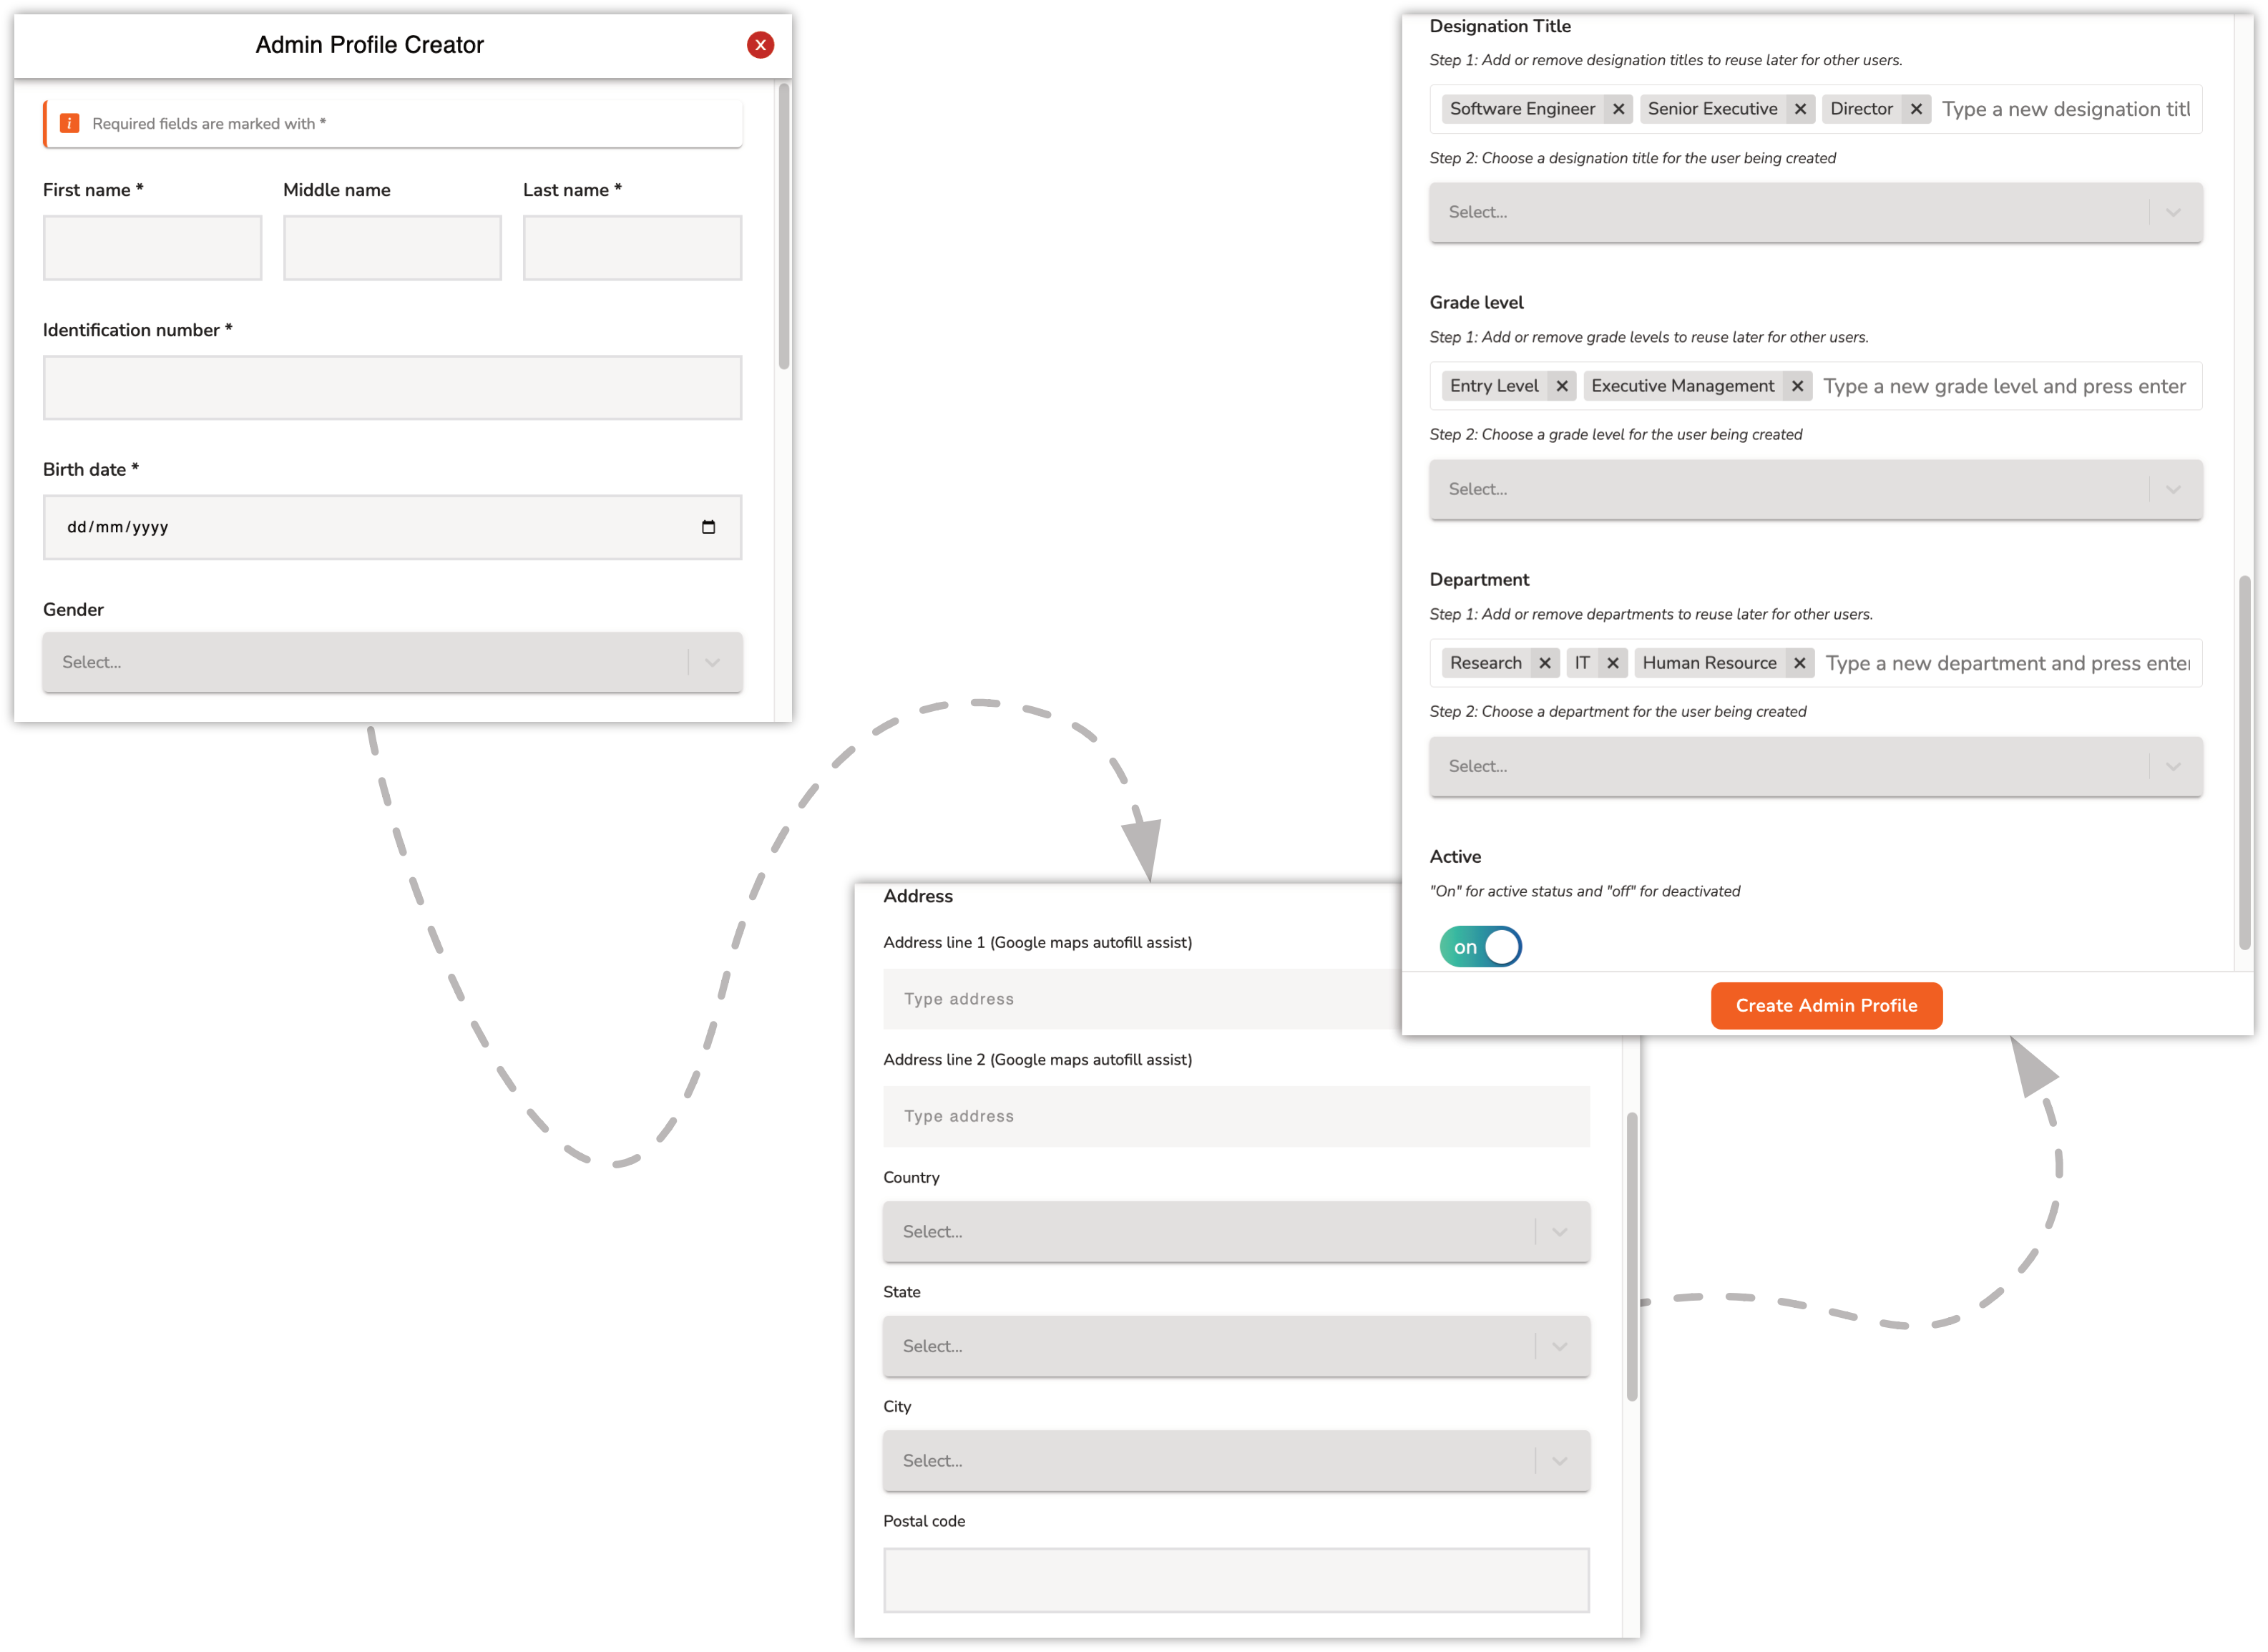 Admin Profile Creator
X
i Required fields are marked with *
First name * Middle name Last name *
Identification number *
Birth date *
dd/mm/yyyy
Gender
Select...
Address
Address line 1 (Google maps autofill assist)
Type address
Address line 2 (Google maps autofill assist)
Type address
Country
Select...
State
Select...
City
Select...
Postal code
Designation Title
Step 1: Add or remove designation titles to reuse later for other users.
Software Engineer × Senior Executive × Director × Type a new designation titl
Step 2: Choose a designation title for the user being created
Select...
Grade level
Step 1: Add or remove grade levels to reuse later for other users.
Entry Level × Executive Management × Type a new grade level and press enter
Step 2: Choose a grade level for the user being created
Select...
Department
Step 1: Add or remove departments to reuse later for other users.
Research × IT × Human Resource × Type a new department and press enter
Step 2: Choose a department for the user being created
Select...
Active
"On" for active status and "off" for deactivated
on
Create Admin Profile